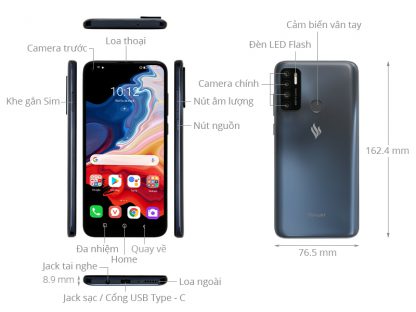 Loa thoại
Camera trước
Khe gắn Sim
10:12
Nút âm lượng
Nút nguồn
Đa nhiệm
Home
Quay về
Jack tai nghe
8.9 mm
Loa ngoài
Jack sạc / Cổng USB Type - C
Cảm biến vân tay
Đèn LED Flash
Camera chính
162.4 mm
76.5 mm